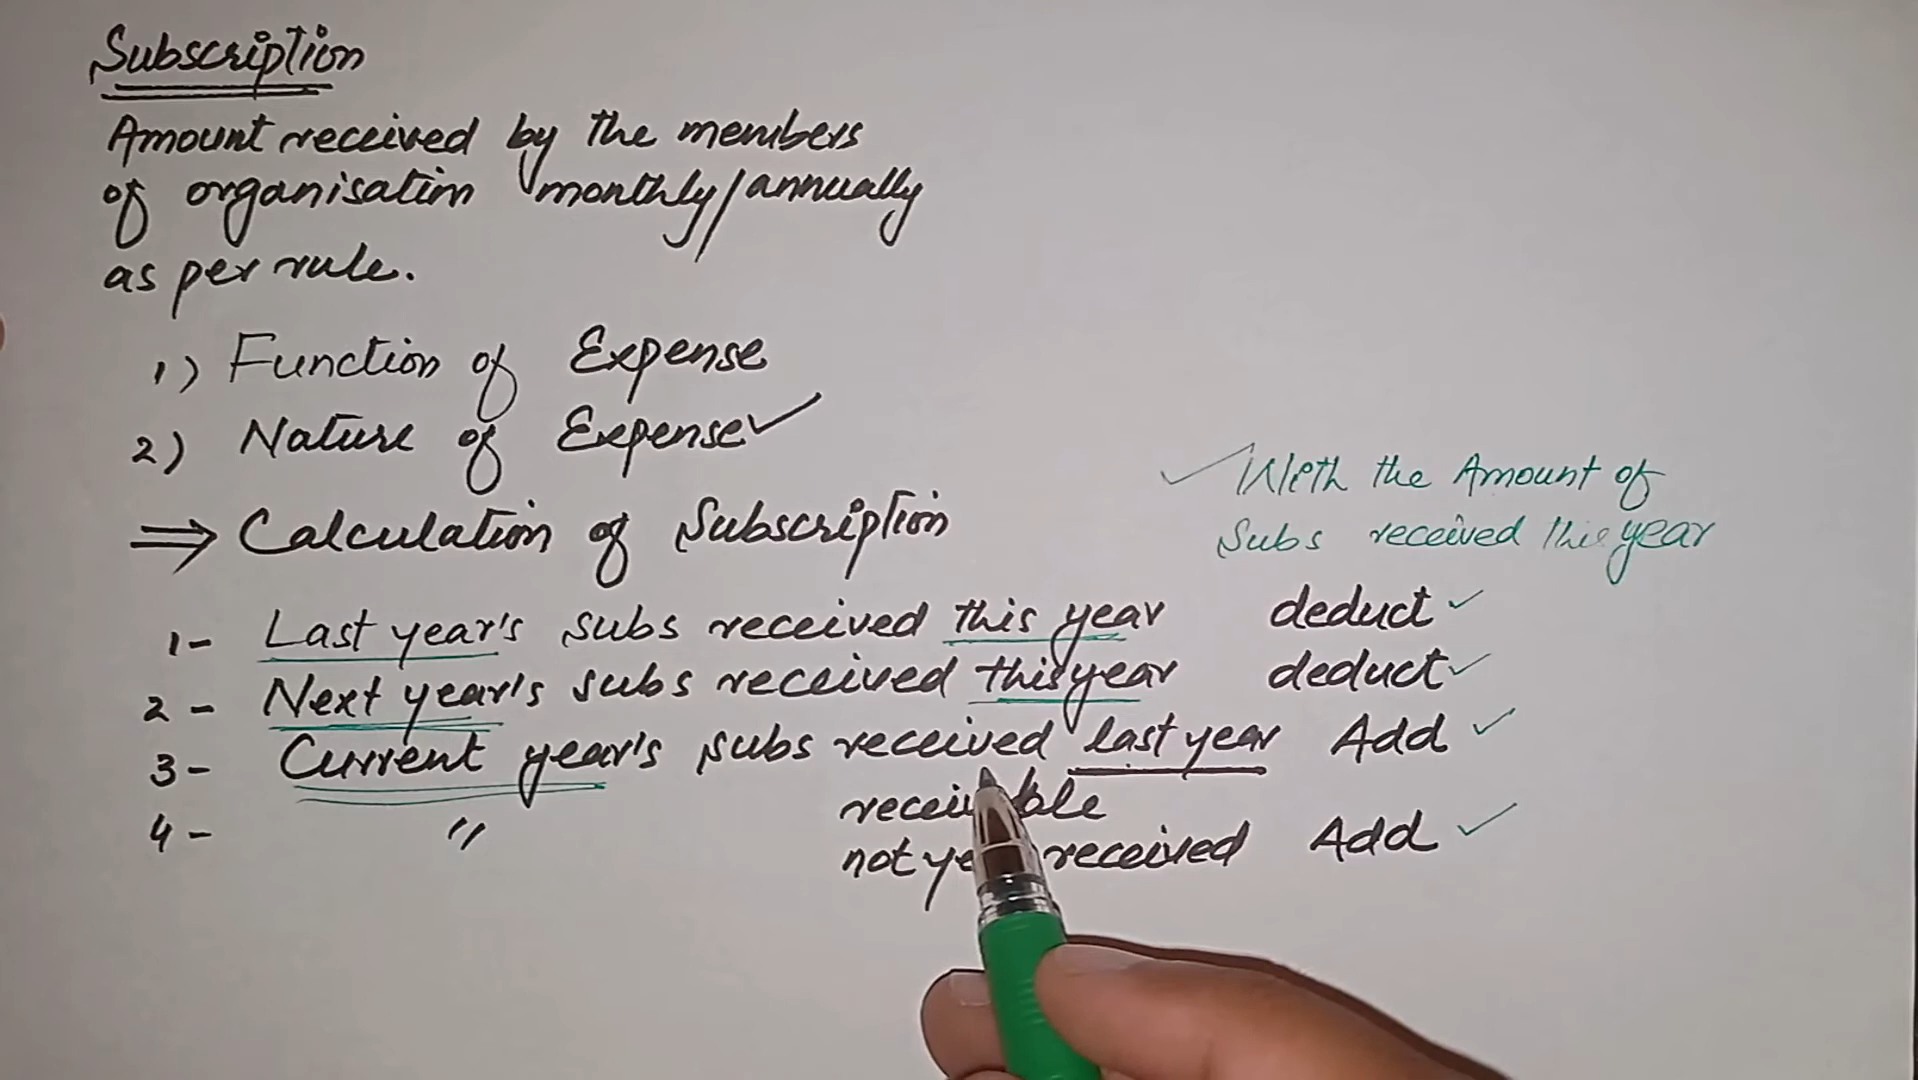 Subscription
Amount received by the members
of organisation monthly/annually
as per rule.
1) Function of Expense
2) Nature of Expense ✓
⇒ Calculation of Subscription
✓ With the Amount of
Subs received this year
1- Last year's subs received this year deduct ✓
2- Next year's subs received this year deduct ✓
3- Current year's subs received last year Add ✓
4- " receivable
not received Add ✓